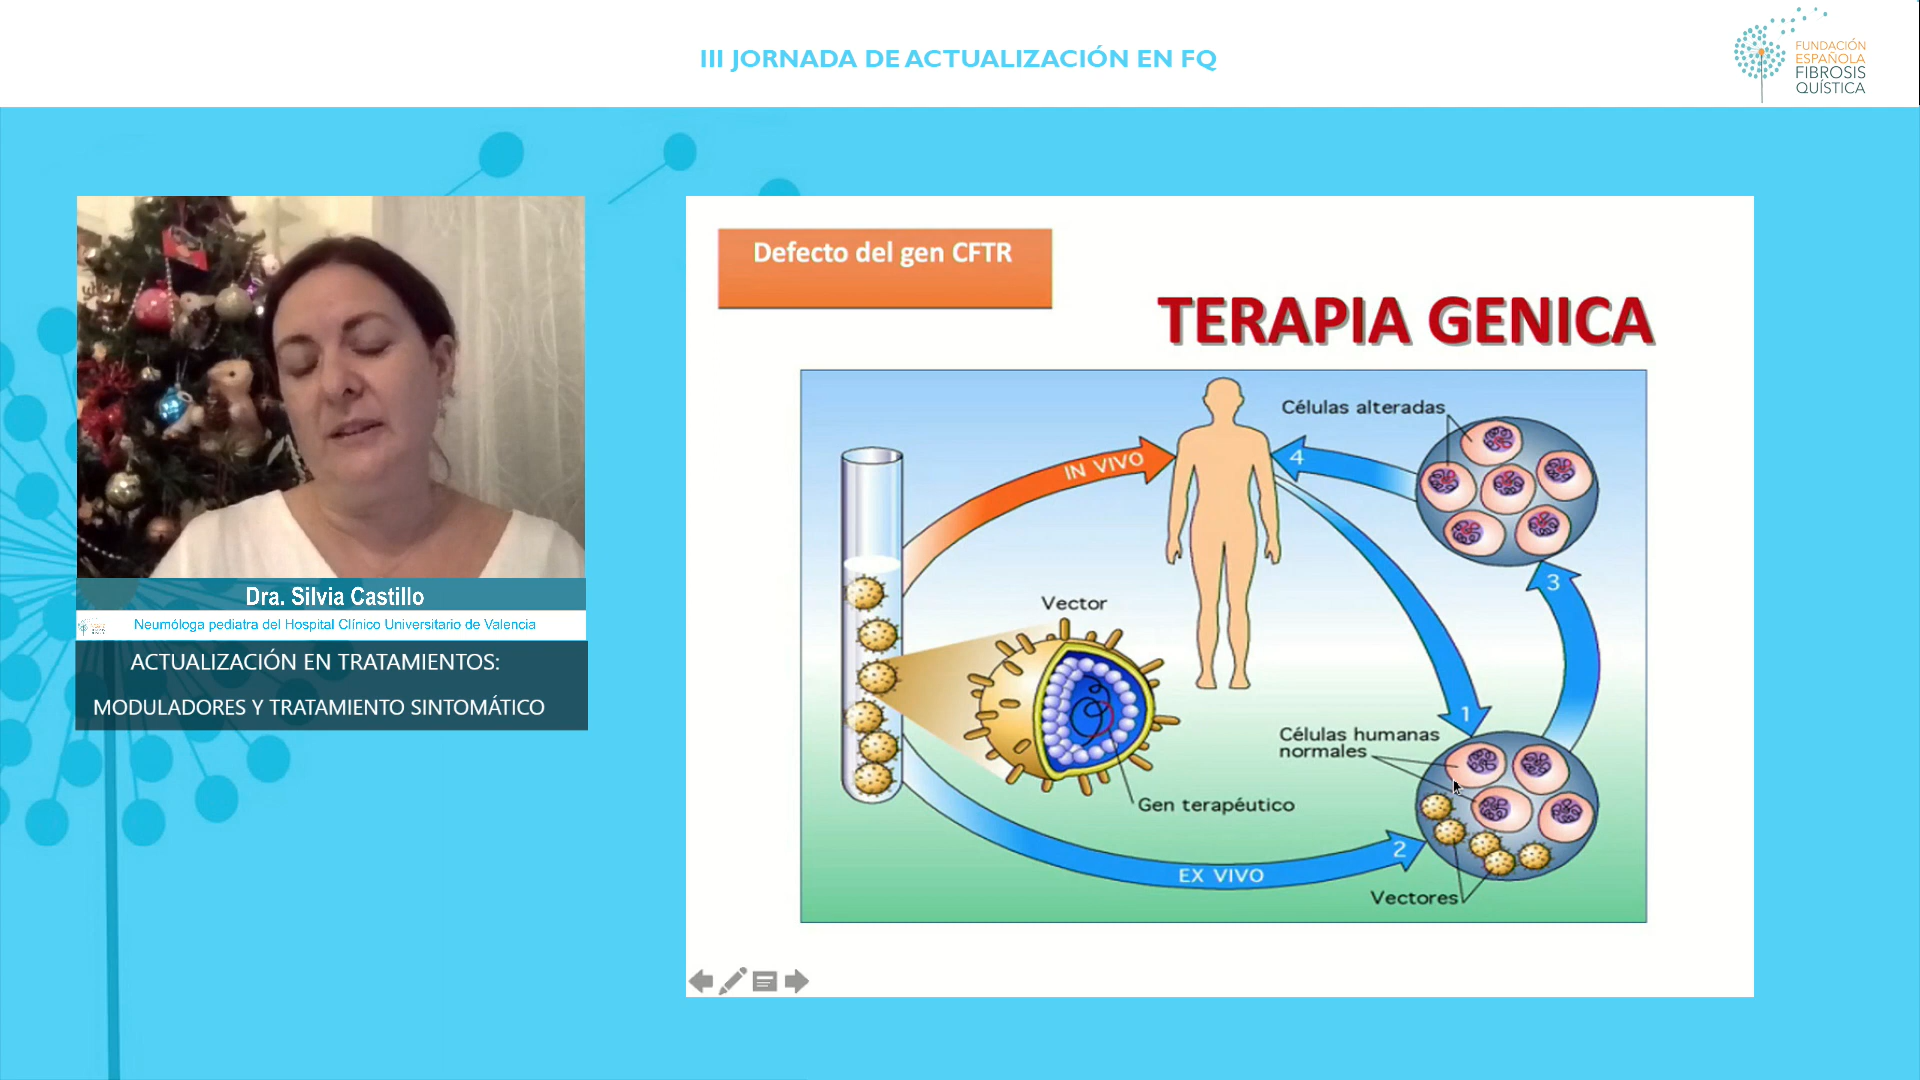 III JORNADA DE ACTUALIZACIÓN EN FQ
FUNDACIÓN
ESPAÑOLA
FIBROSIS
QUÍSTICA
Dra. Silvia Castillo
Neumóloga pediatra del Hospital Clínico Universitario de Valencia
ACTUALIZACIÓN EN TRATAMIENTOS:
MODULADORES Y TRATAMIENTO SINTOMÁTICO
Defecto del gen CFTR
TERAPIA GENICA
Células alteradas
IN VIVO
4
3
Vector
1
Células humanas
normales
Gen terapéutico
2
EX VIVO
Vectores